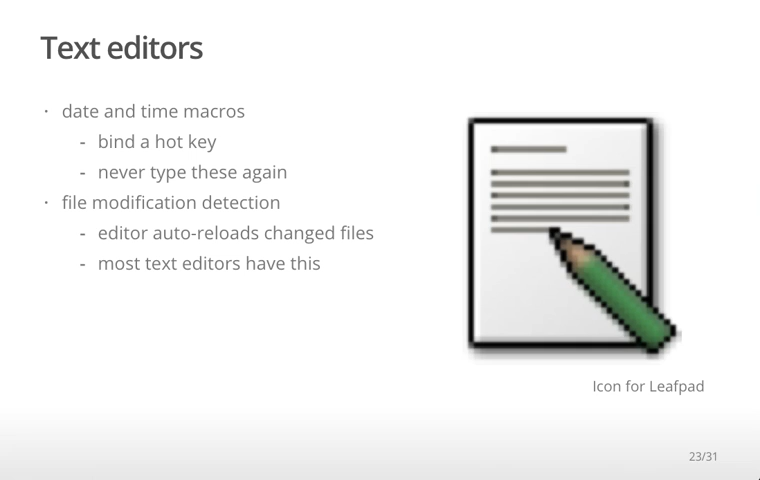 Text editors
· date and time macros
- bind a hot key
- never type these again
· file modification detection
- editor auto-reloads changed files
- most text editors have this
Icon for Leafpad
23/31